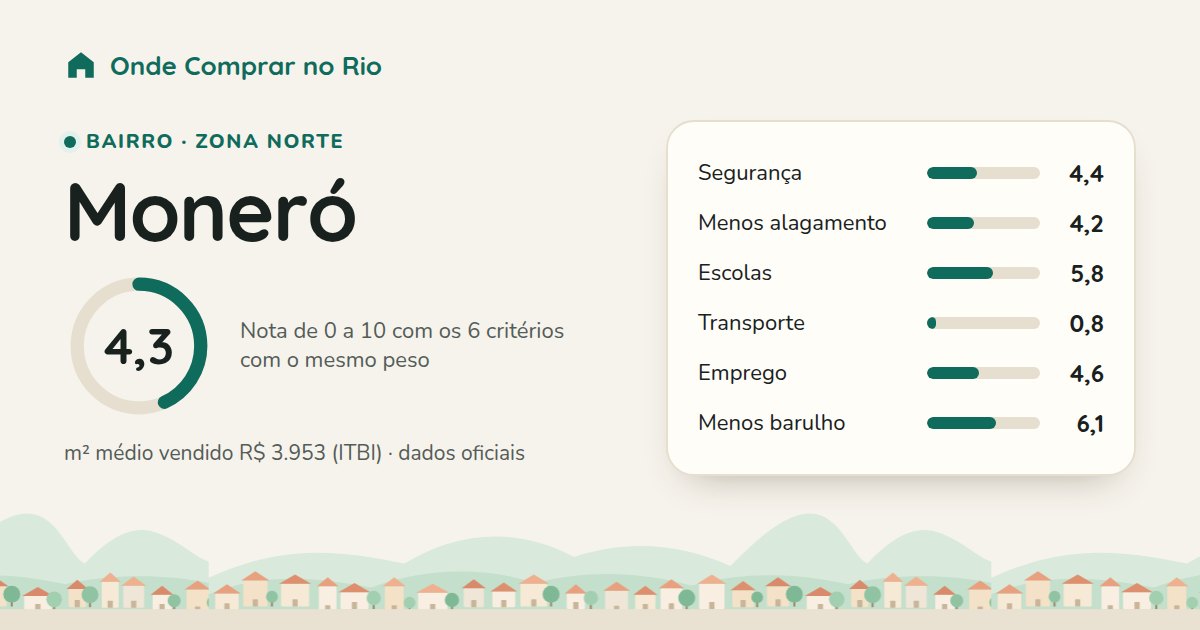 Onde Comprar no Rio
BAIRRO · ZONA NORTE
Moneró
4,3
Nota de 0 a 10 com os 6 critérios
com o mesmo peso
m² médio vendido R$ 3.953 (ITBI) · dados oficiais
Segurança 4,4
Menos alagamento 4,2
Escolas 5,8
Transporte 0,8
Emprego 4,6
Menos barulho 6,1